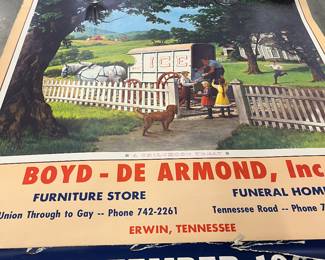 ICE
A CHILDHOOD TREAT
BOYD - DE ARMOND, Inc
FURNITURE STORE FUNERAL HOM
Union Through to Gay -- Phone 742-2261 Tennessee Road -- Phone 7
ERWIN, TENNESSEE